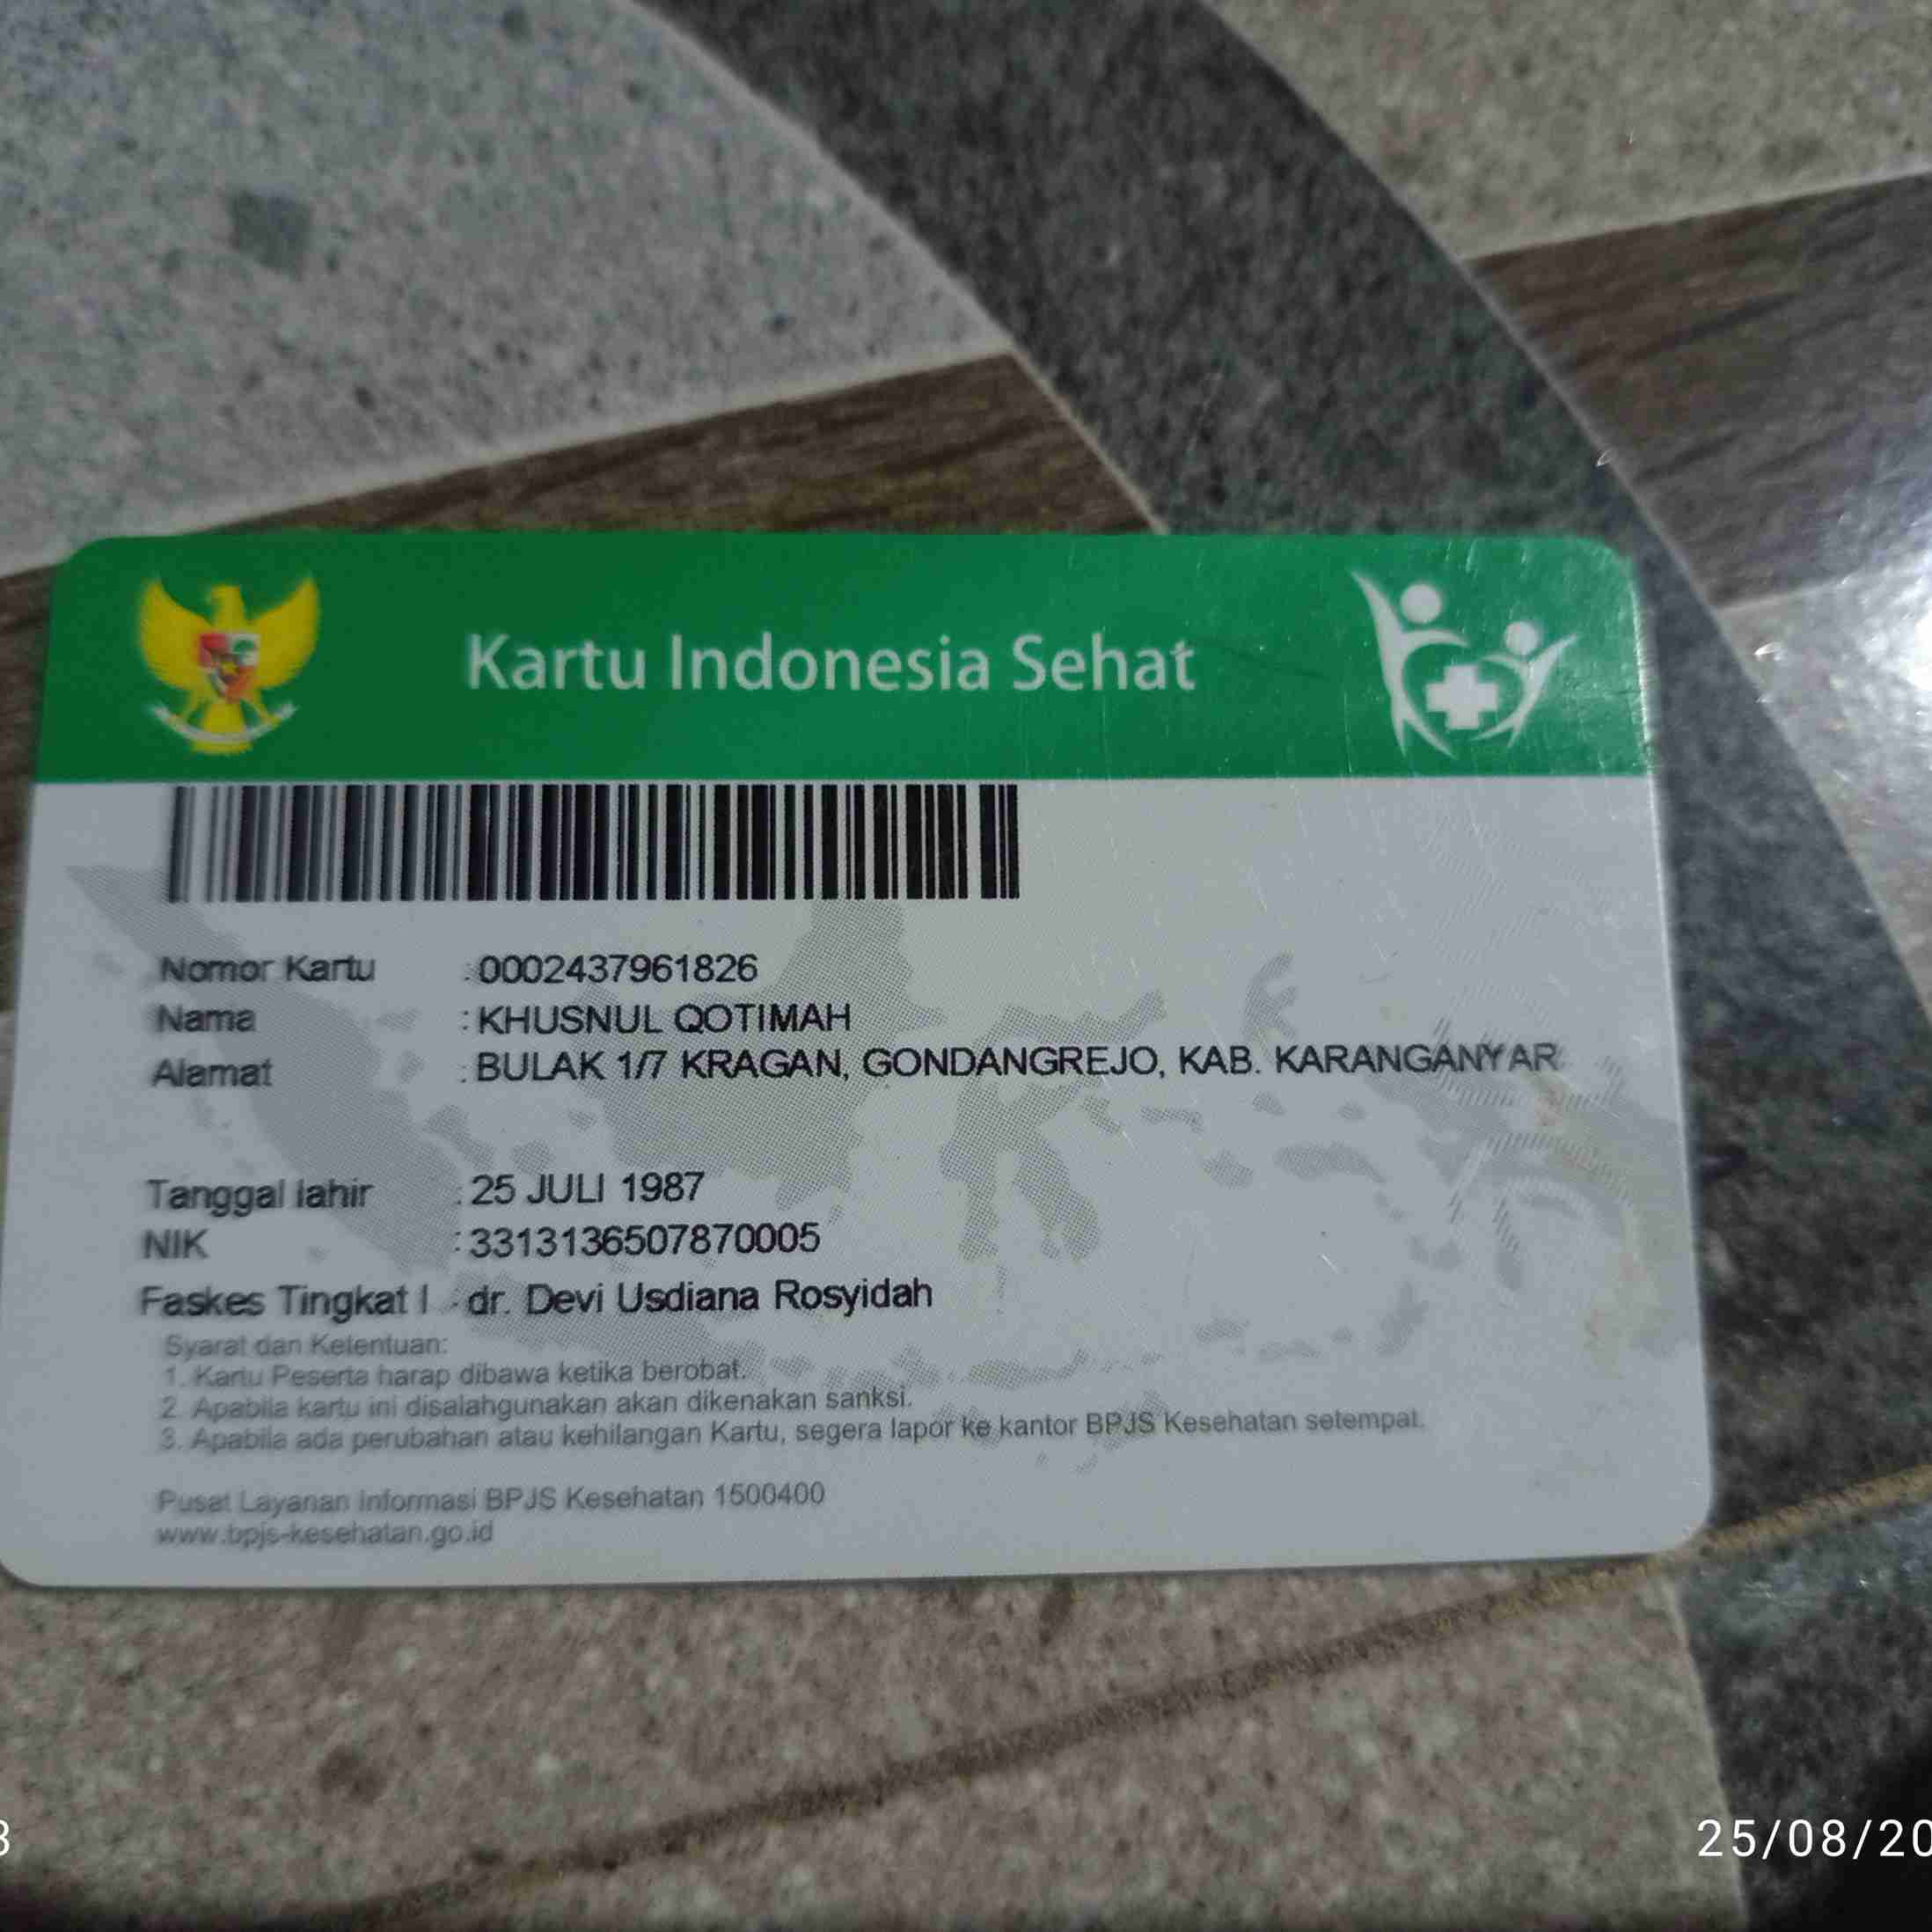 Kartu Indonesia Sehat
Nomor Kartu : 0002437961826
Nama : KHUSNUL QOTIMAH
Alamat : BULAK 1/7 KRAGAN, GONDANGREJO, KAB. KARANGANYAR
Tanggal lahir : 25 JULI 1987
NIK : 3313136507870005
Faskes Tingkat I : dr. Devi Usdiana Rosyidah
Syarat dan Ketentuan:
1. Kartu Peserta harap dibawa ketika berobat.
2. Apabila kartu ini disalahgunakan akan dikenakan sanksi.
3. Apabila ada perubahan atau kehilangan Kartu, segera lapor ke kantor BPJS Kesehatan setempat.
Pusat Layanan Informasi BPJS Kesehatan 1500400
www.bpjs-kesehatan.go.id
25/08/20